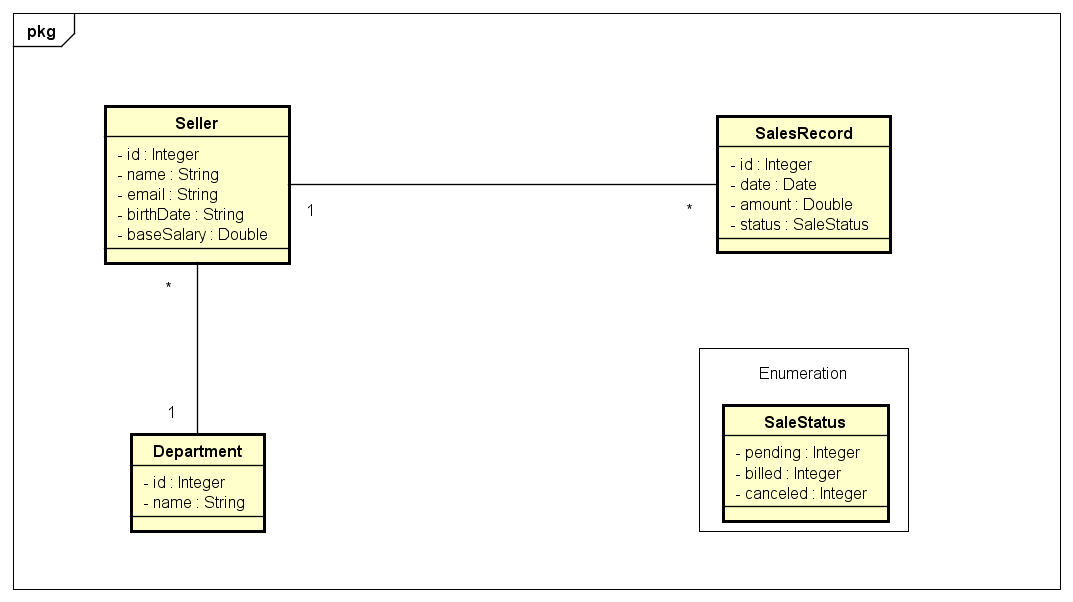 pkg
Seller
- id : Integer
- name : String
- email : String
- birthDate : String
- baseSalary : Double
1
*
SalesRecord
- id : Integer
- date : Date
- amount : Double
- status : SaleStatus
*
1
Department
- id : Integer
- name : String
Enumeration
SaleStatus
- pending : Integer
- billed : Integer
- canceled : Integer